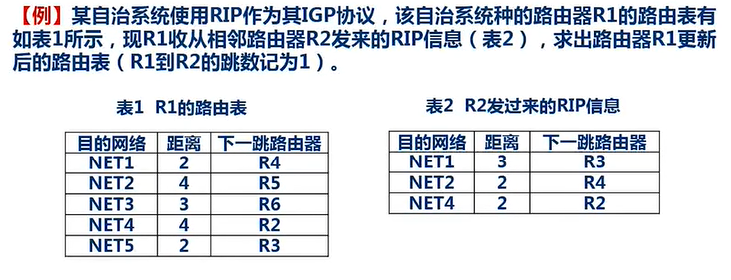 【例】某自治系统使用RIP作为其IGP协议，该自治系统种的路由器R1的路由表有
如表1所示，现R1收从相邻路由器R2发来的RIP信息（表2），求出路由器R1更新
后的路由表（R1到R2的跳数记为1）。
表1 R1的路由表
目的网络 距离 下一跳路由器
NET1 2 R4
NET2 4 R5
NET3 3 R6
NET4 4 R2
NET5 2 R3
表2 R2发过来的RIP信息
目的网络 距离 下一跳路由器
NET1 3 R3
NET2 2 R4
NET4 2 R2